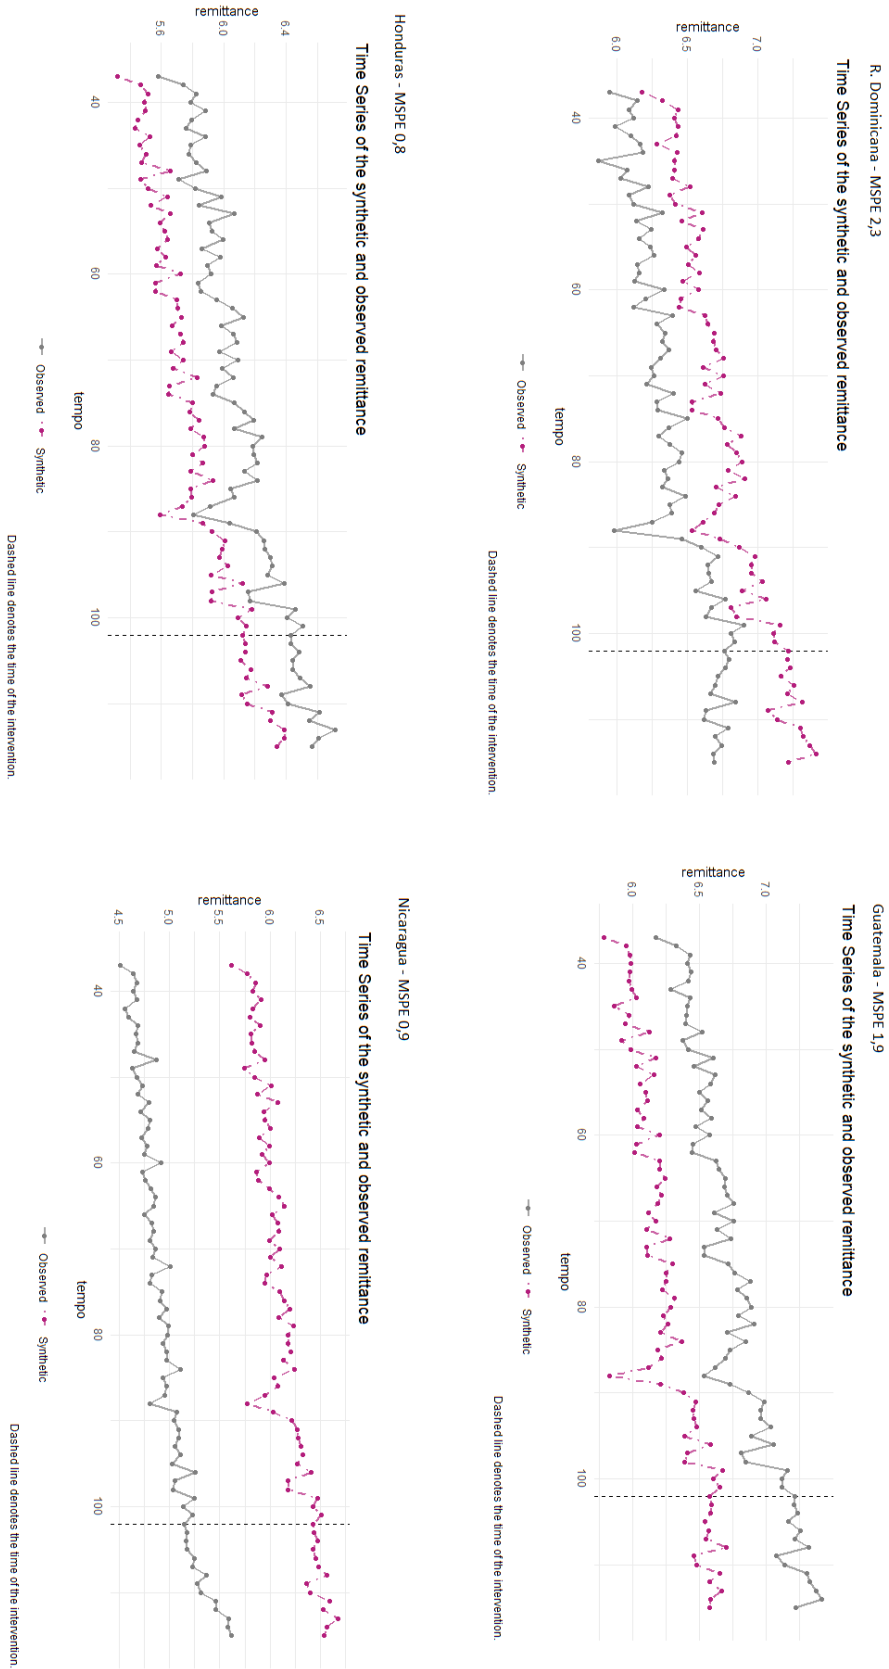 R. Dominicana - MSPE 2,3
Time Series of the synthetic and observed remittance
remittance
7.0
6.5
6.0
40
60
80
100
tempo
Observed
Synthetic
Dashed line denotes the time of the intervention.
Guatemala - MSPE 1,9
Time Series of the synthetic and observed remittance
remittance
7.0
6.5
6.0
40
60
80
100
tempo
Observed
Synthetic
Dashed line denotes the time of the intervention.
Honduras - MSPE 0,8
Time Series of the synthetic and observed remittance
remittance
6.4
6.0
5.6
40
60
80
100
tempo
Observed
Synthetic
Dashed line denotes the time of the intervention.
Nicaragua - MSPE 0,9
Time Series of the synthetic and observed remittance
remittance
6.5
6.0
5.5
5.0
4.5
40
60
80
100
tempo
Observed
Synthetic
Dashed line denotes the time of the intervention.